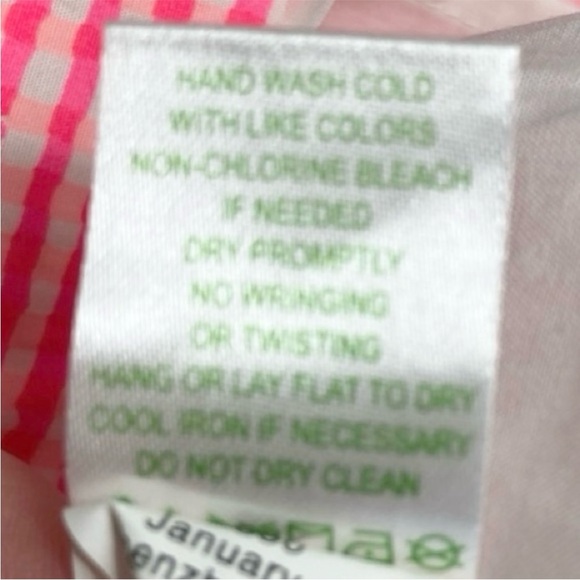 HAND WASH COLD
WITH LIKE COLORS
NON-CHLORINE BLEACH
IF NEEDED
DRY PROMPTLY
NO WRINGING
OR TWISTING
HANG OR LAY FLAT TO DRY
COOL IRON IF NECESSARY
DO NOT DRY CLEAN
January